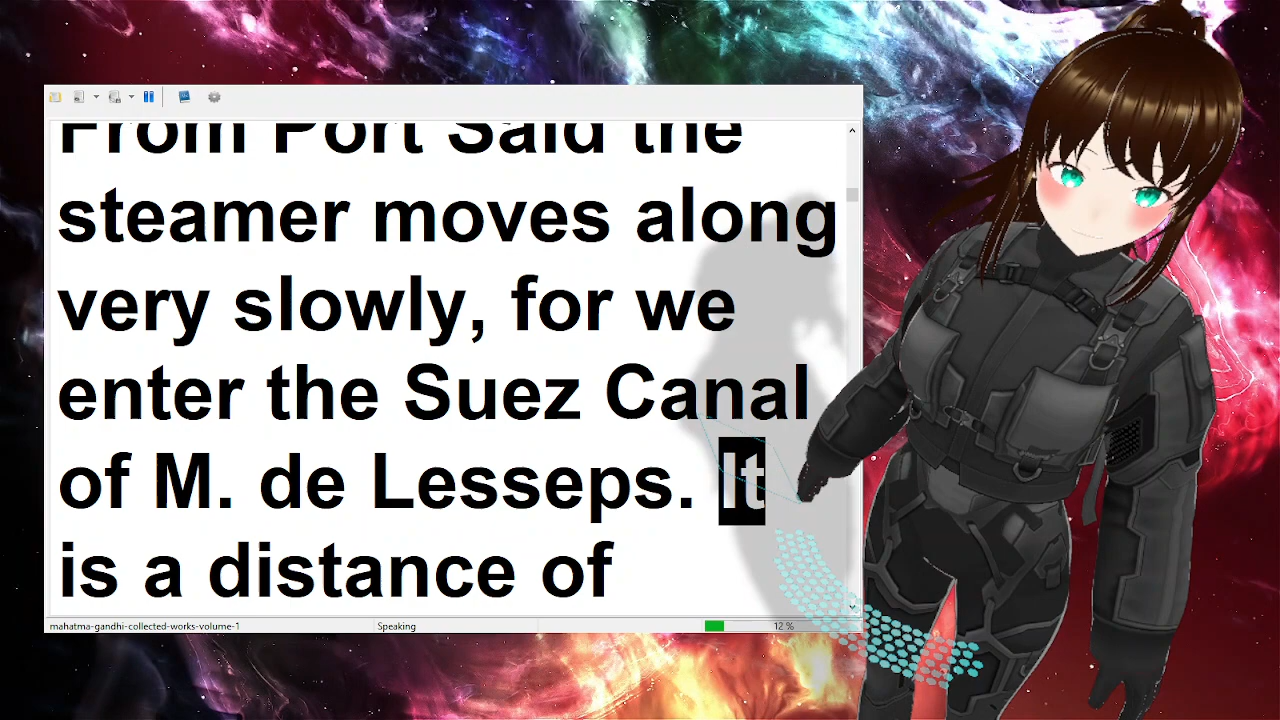 From Port Said the
steamer moves along
very slowly, for we
enter the Suez Canal
of M. de Lesseps. It
is a distance of
mahatma-gandhi-collected-works-volume-1
Speaking
12 %